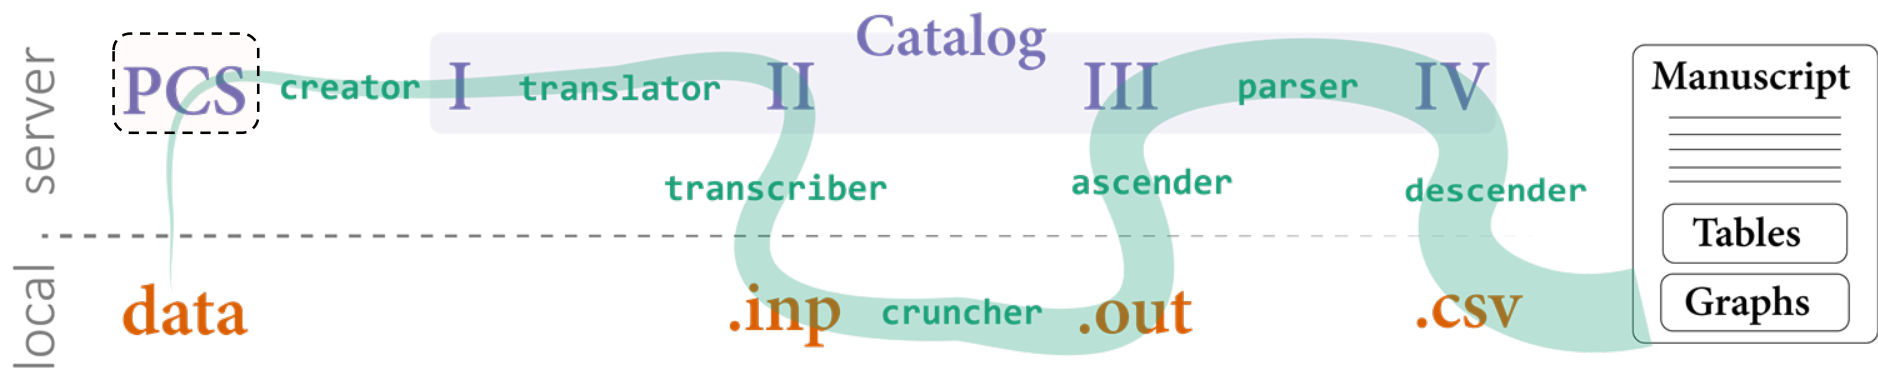 Catalog
server
PCS creator I translator II III parser IV
transcriber ascender descender
local
data .inp cruncher .out .csv
Manuscript
Tables
Graphs